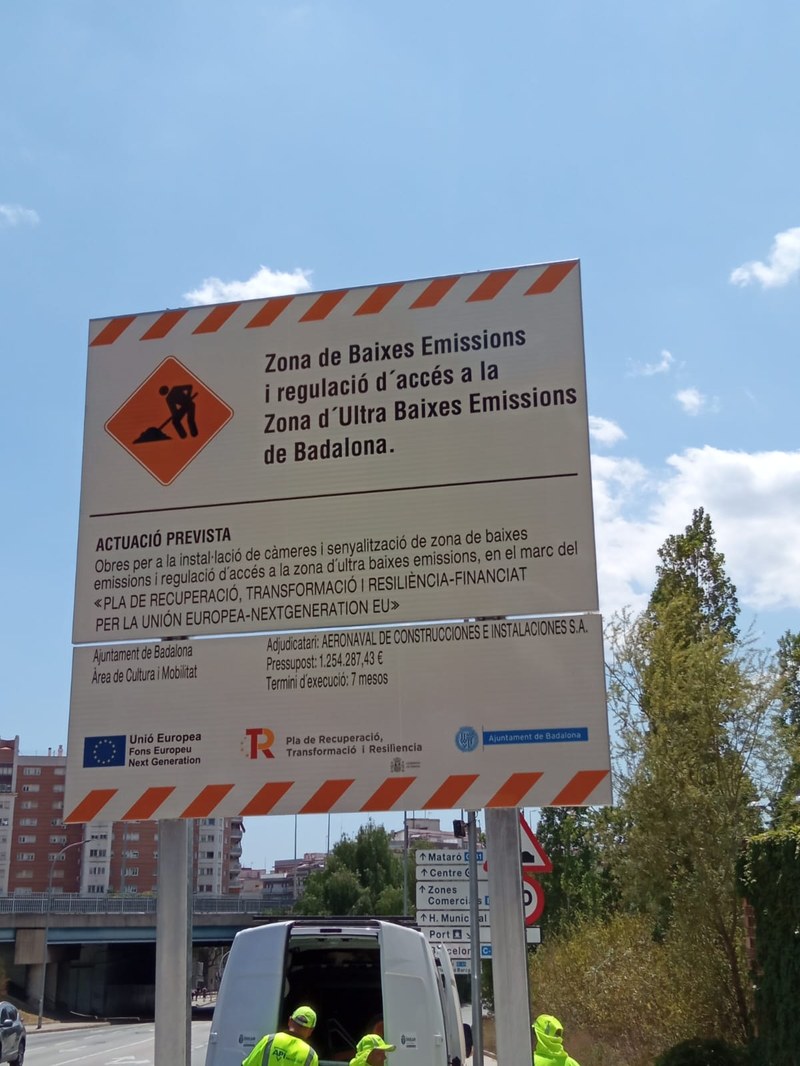 Zona de Baixes Emissions
i regulació d´accés a la
Zona d´Ultra Baixes Emissions
de Badalona.
ACTUACIÓ PREVISTA
Obres per a la instal·lació de càmeres i senyalització de zona de baixes
emissions i regulació d´accés a la zona d´ultra baixes emissions, en el marc del
«PLA DE RECUPERACIÓ, TRANSFORMACIÓ I RESILIÈNCIA-FINANCIAT
PER LA UNIÓN EUROPEA-NEXTGENERATION EU»
Ajuntament de Badalona
Àrea de Cultura i Mobilitat
Adjudicatari: AERONAVAL DE CONSTRUCCIONES E INSTALACIONES S.A.
Pressupost: 1.254.287,43 €
Termini d´execució: 7 mesos
Unió Europea
Fons Europeu
Next Generation
TR
Pla de Recuperació,
Transformació i Resiliència
Ajuntament de Badalona
Mataró
Centre
Zones
Comercials
H. Municipal
Port
API